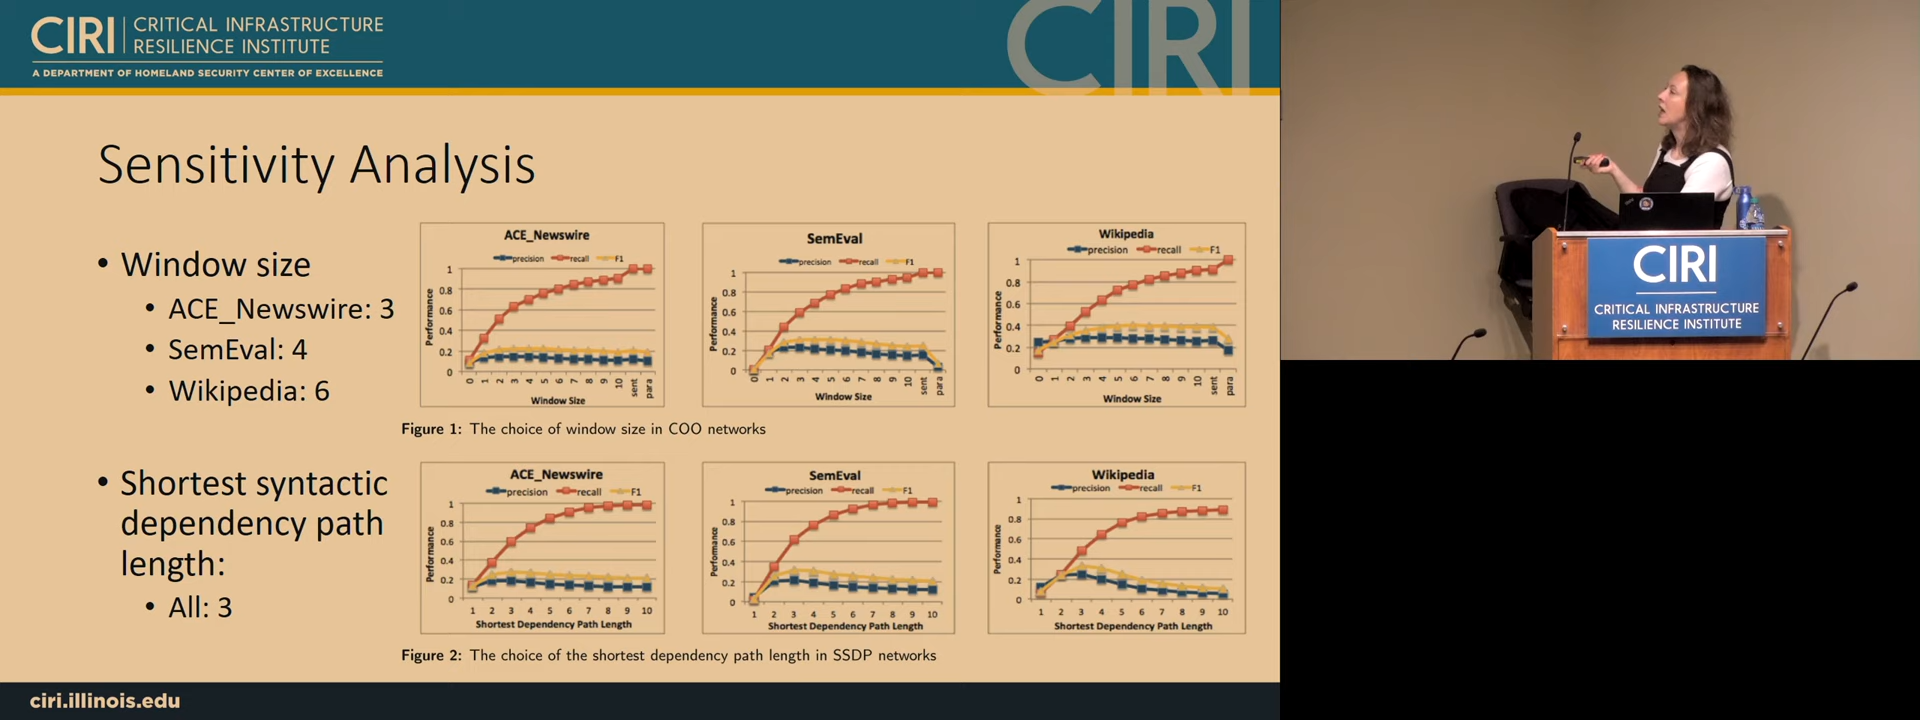 CIRI CRITICAL INFRASTRUCTURE
RESILIENCE INSTITUTE
A DEPARTMENT OF HOMELAND SECURITY CENTER OF EXCELLENCE
CIRI
Sensitivity Analysis
• Window size
• ACE_Newswire: 3
• SemEval: 4
• Wikipedia: 6
ACE_Newswire
precision recall F1
Performance
1
0.8
0.6
0.4
0.2
0
0 1 2 3 4 5 6 7 8 9 10 sent para
Window Size
SemEval
precision recall F1
Performance
1
0.8
0.6
0.4
0.2
0
0 1 2 3 4 5 6 7 8 9 10 sent para
Window Size
Wikipedia
precision recall F1
Performance
1
0.8
0.6
0.4
0.2
0
0 1 2 3 4 5 6 7 8 9 10 sent para
Window Size
Figure 1: The choice of window size in COO networks
• Shortest syntactic
dependency path
length:
• All: 3
ACE_Newswire
precision recall F1
Performance
1
0.8
0.6
0.4
0.2
0
1 2 3 4 5 6 7 8 9 10
Shortest Dependency Path Length
SemEval
precision recall F1
Performance
1
0.8
0.6
0.4
0.2
0
1 2 3 4 5 6 7 8 9 10
Shortest Dependency Path Length
Wikipedia
precision recall F1
Performance
1
0.8
0.6
0.4
0.2
0
1 2 3 4 5 6 7 8 9 10
Shortest Dependency Path Length
Figure 2: The choice of the shortest dependency path length in SSDP networks
ciri.illinois.edu
CIRI
CRITICAL INFRASTRUCTURE
RESILIENCE INSTITUTE